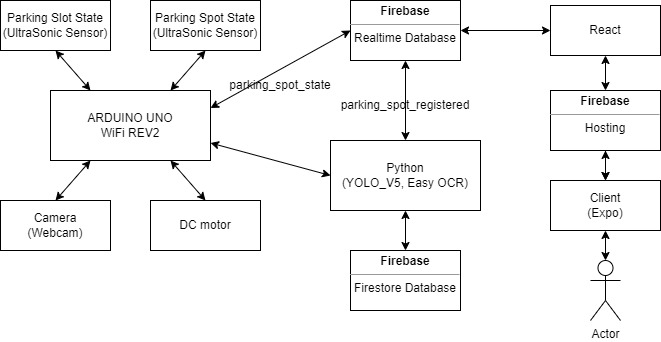 Parking Slot State
(UltraSonic Sensor)
Parking Spot State
(UltraSonic Sensor)
Firebase
Realtime Database
React
parking_spot_state
parking_spot_registered
ARDUINO UNO
WiFi REV2
Firebase
Hosting
Python
(YOLO_V5, Easy OCR)
Client
(Expo)
Camera
(Webcam)
DC motor
Firebase
Firestore Database
Actor